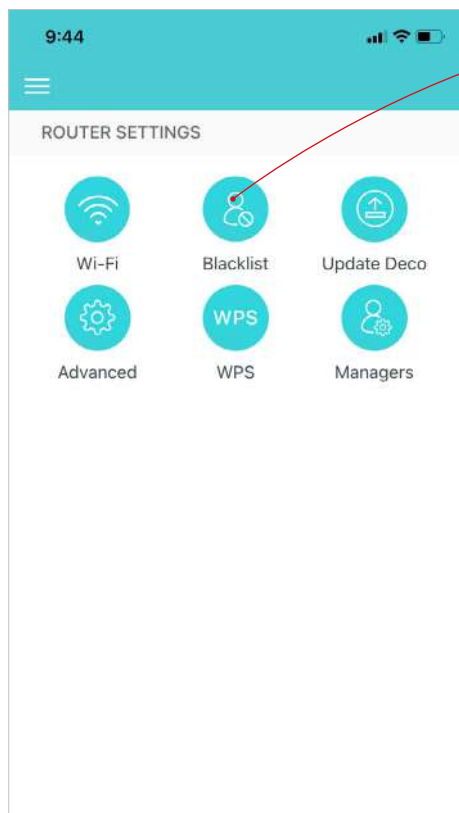 9:44
ROUTER SETTINGS
Wi-Fi Blacklist Update Deco
WPS
Advanced WPS Managers